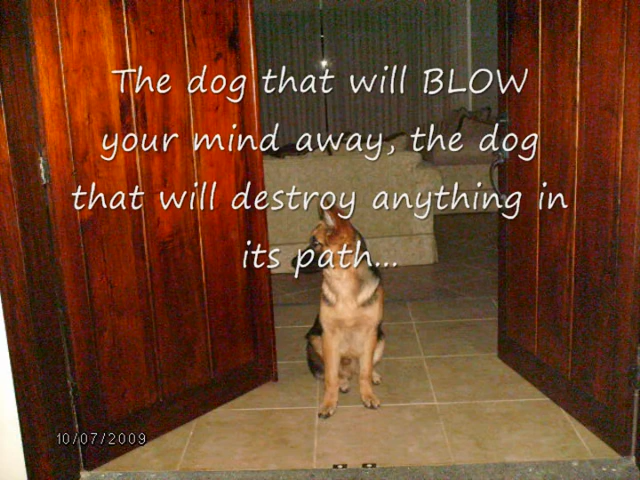 The dog that will BLOW
your mind away, the dog
that will destroy anything in
its path...
10/07/2009